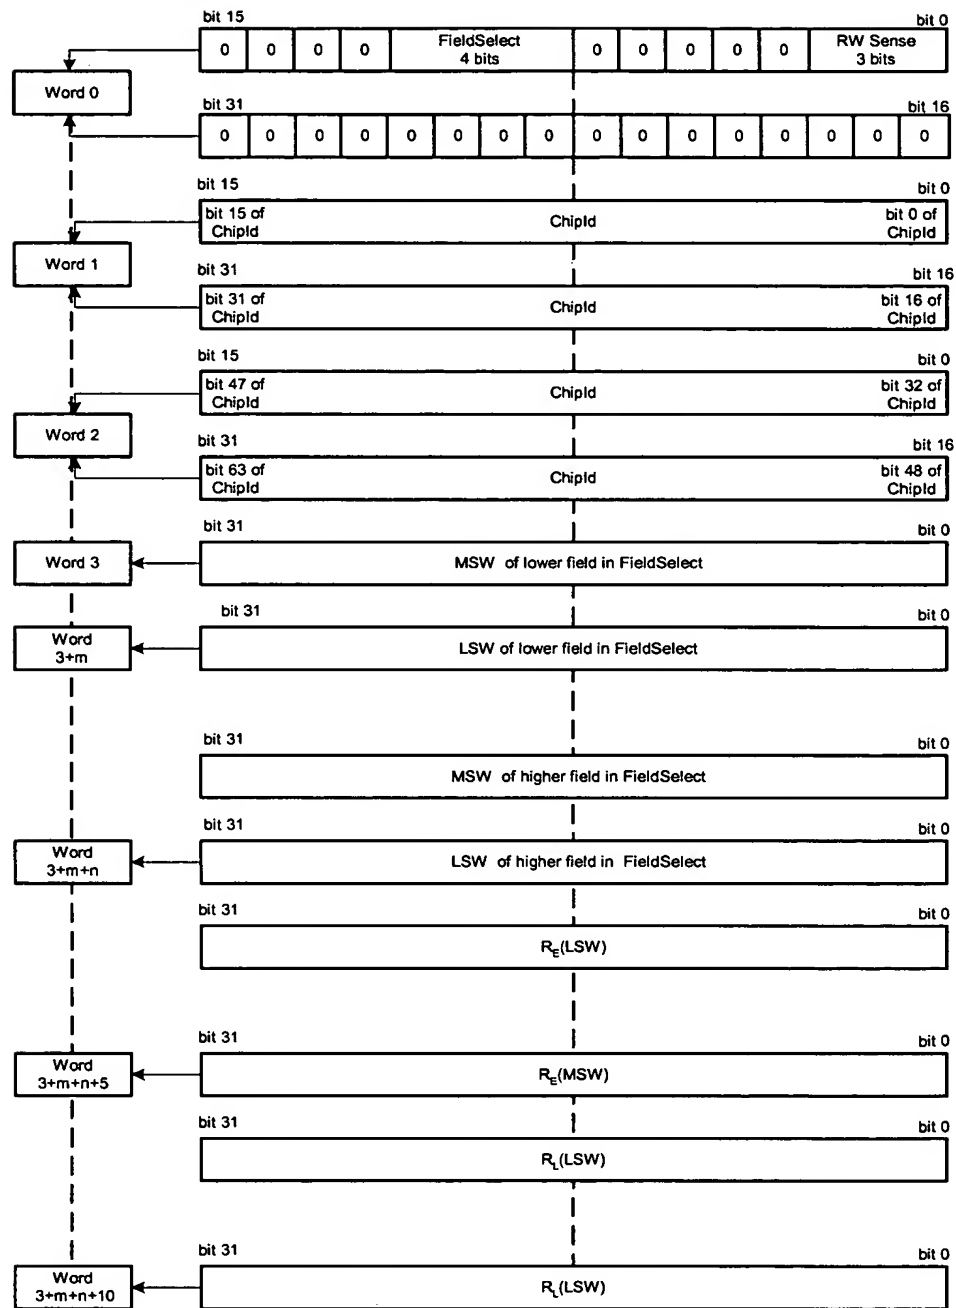 bit 15 bit 0
0 0 0 0 FieldSelect 0 0 0 0 0 RW Sense
4 bits 3 bits
Word 0
bit 31 bit 16
0 0 0 0 0 0 0 0 0 0 0 0 0 0 0 0
bit 15 bit 0
bit 15 of ChipId bit 0 of
ChipId ChipId
Word 1
bit 31 bit 16
bit 31 of ChipId bit 16 of
ChipId ChipId
bit 15 bit 0
bit 47 of ChipId bit 32 of
ChipId ChipId
Word 2
bit 31 bit 16
bit 63 of ChipId bit 48 of
ChipId ChipId
bit 31 bit 0
Word 3 MSW of lower field in FieldSelect
bit 31 bit 0
Word LSW of lower field in FieldSelect
3+m
bit 31 bit 0
MSW of higher field in FieldSelect
bit 31 bit 0
Word LSW of higher field in FieldSelect
3+m+n
bit 31 bit 0
R_E(LSW)
bit 31 bit 0
Word R_E(MSW)
3+m+n+5
bit 31 bit 0
R_L(LSW)
bit 31 bit 0
Word R_L(LSW)
3+m+n+10